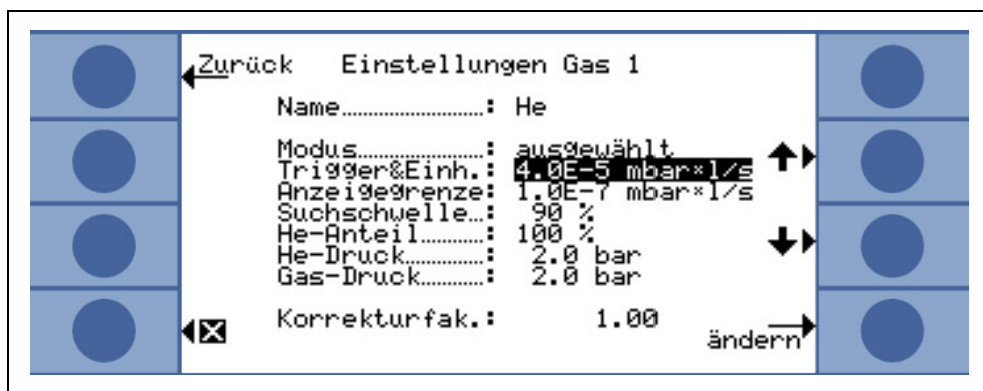 Zurück Einstellungen Gas 1
Name..........................: He
Modus.........................: ausgewählt
Trigger&Einh.: 4.0E-5 mbar*l/s
Anzeigegrenze: 1.0E-7 mbar*l/s
Suchschwelle...: 90 %
He-Anteil............: 100 %
He-Druck.............: 2.0 bar
Gas-Druck............: 2.0 bar
Korrekturfak.: 1.00
ändern